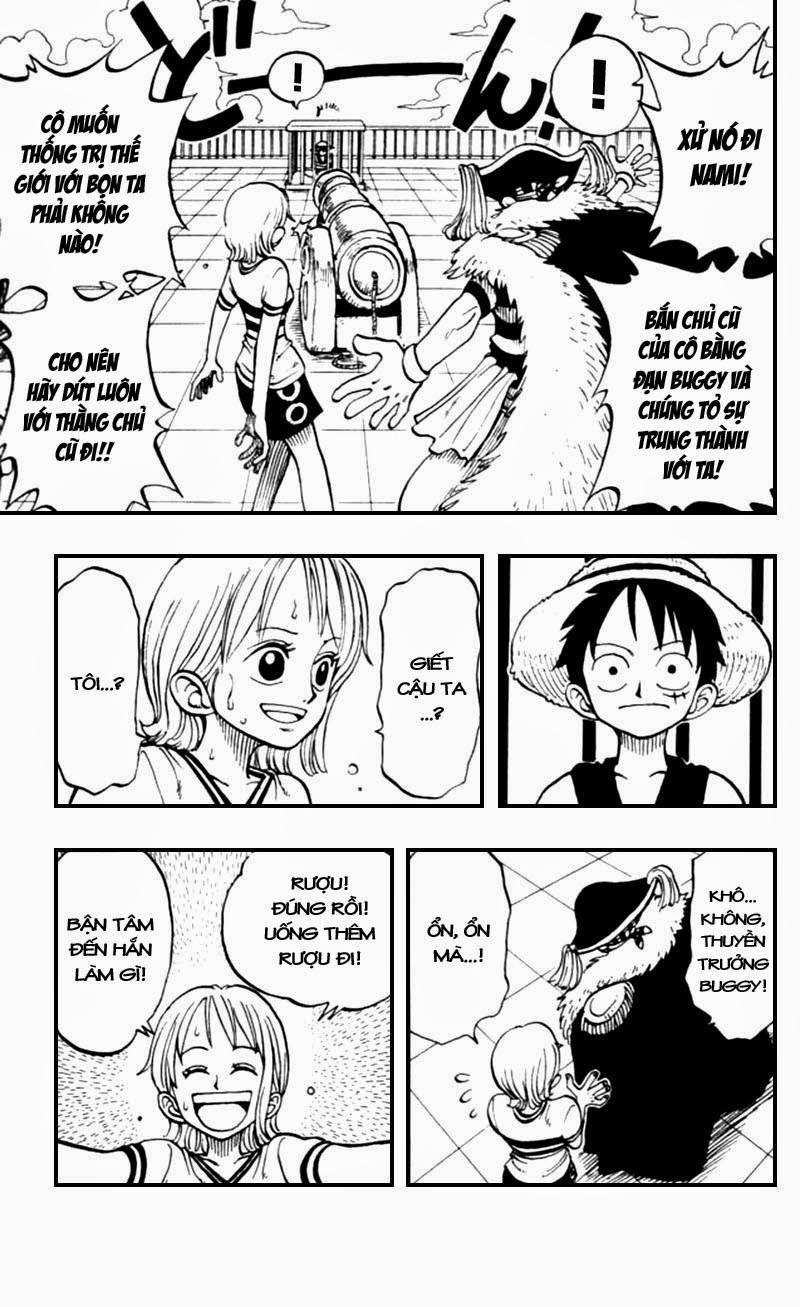 ど
ー
ん!!
!
!
XỬ NÓ ĐI
NAMI!
BẮN CHỦ CŨ
CỦA CÔ BẰNG
ĐẠN BUGGY VÀ
CHỨNG TỎ SỰ
TRUNG THÀNH
VỚI TA!
CÔ MUỐN
THỐNG TRỊ THẾ
GIỚI VỚI BỌN TA
PHẢI KHÔNG
NÀO!
CHO NÊN
HÃY DỨT LUÔN
VỚI THẰNG CHỦ
CŨ ĐI!!
GIẾT
CẬU TA
...?
TÔI...?
KHÔ...
KHÔNG,
THUYỀN
TRƯỞNG
BUGGY!
ỔN, ỔN
MÀ...!
RƯỢU!
ĐÚNG RỒI!
UỐNG THÊM
RƯỢU ĐI!
BẬN TÂM
ĐẾN HẮN
LÀM GÌ!